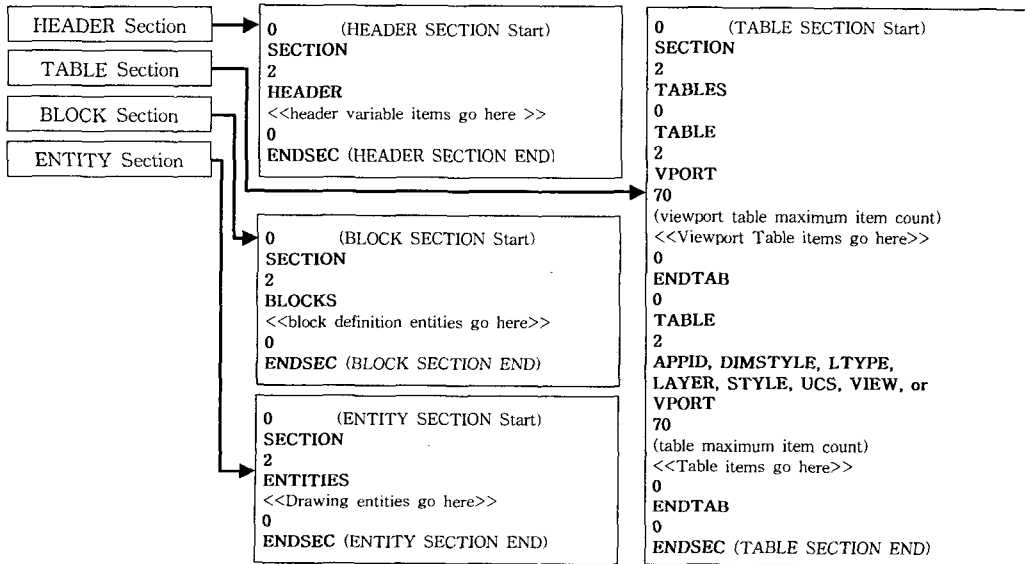 HEADER Section
TABLE Section
BLOCK Section
ENTITY Section
0 (HEADER SECTION Start)
SECTION
2
HEADER
<<header variable items go here >>
0
ENDSEC (HEADER SECTION END)
0 (BLOCK SECTION Start)
SECTION
2
BLOCKS
<<block definition entities go here>>
0
ENDSEC (BLOCK SECTION END)
0 (ENTITY SECTION Start)
SECTION
2
ENTITIES
<<Drawing entities go here>>
0
ENDSEC (ENTITY SECTION END)
0 (TABLE SECTION Start)
SECTION
2
TABLES
0
TABLE
2
VPORT
70
(viewport table maximum item count)
<<Viewport Table items go here>>
0
ENDTAB
0
TABLE
2
APPID, DIMSTYLE, LTYPE,
LAYER, STYLE, UCS, VIEW, or
VPORT
70
(table maximum item count)
<<Table items go here>>
0
ENDTAB
0
ENDSEC (TABLE SECTION END)